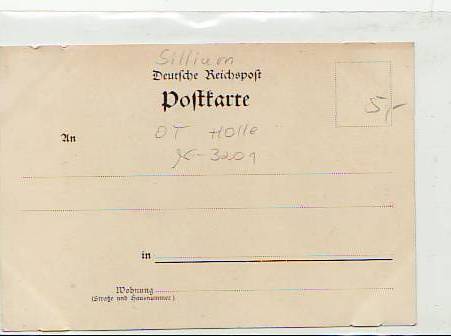 Sillium
Deutsche Reichspost
Postkarte
5,-
An
OT Holle
3201
in
Wohnung
(Straße und Hausnummer)